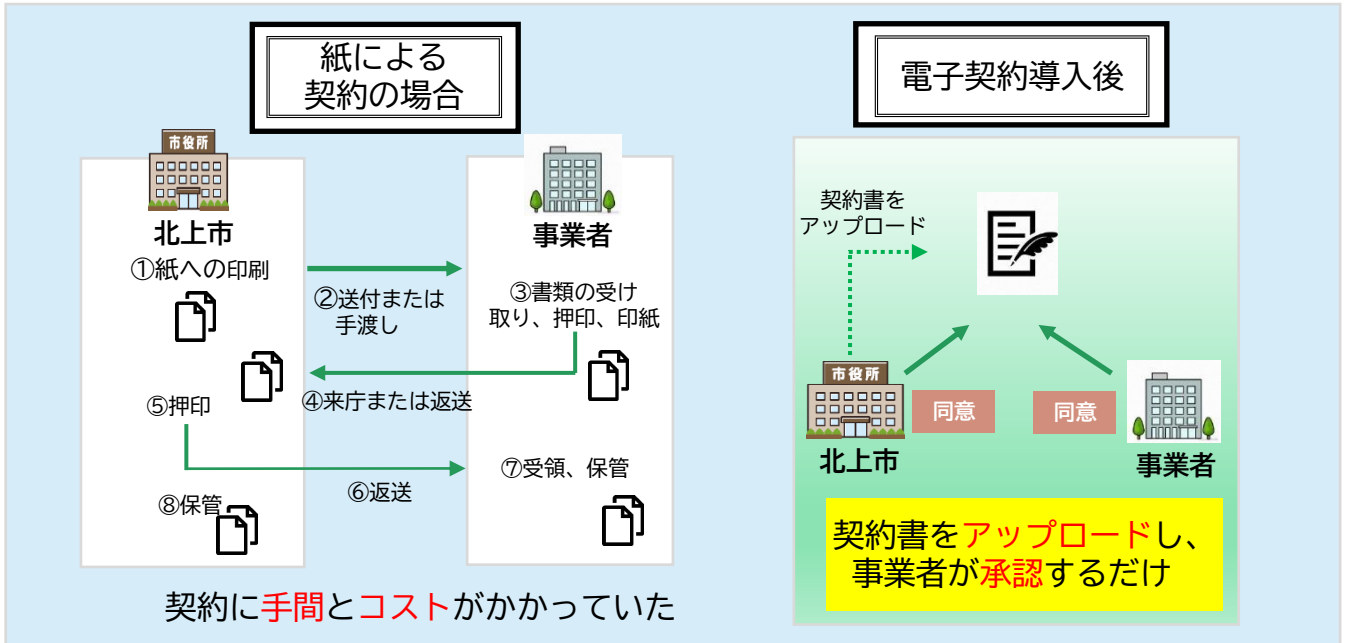 紙による
契約の場合
市役所
北上市
①紙への印刷
②送付または
手渡し
事業者
③書類の受け
取り、押印、印紙
④来庁または返送
⑤押印
⑥返送
⑦受領、保管
⑧保管
契約に手間とコストがかかっていた
電子契約導入後
契約書を
アップロード
市役所
北上市
同意
同意
事業者
契約書をアップロードし、
事業者が承認するだけ